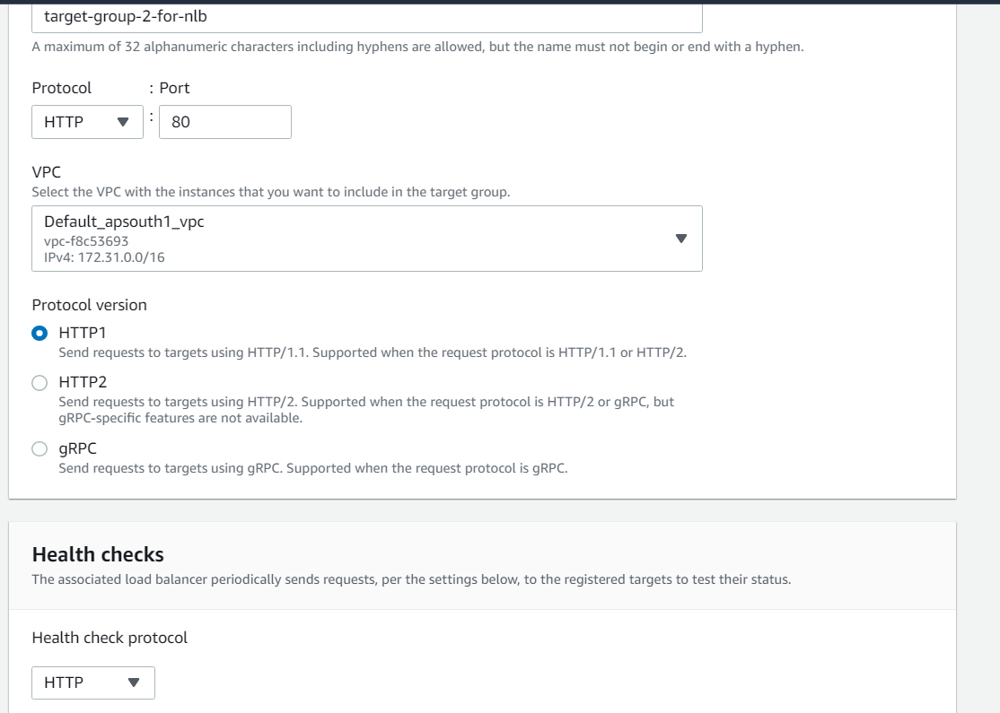 target-group-2-for-nlb
A maximum of 32 alphanumeric characters including hyphens are allowed, but the name must not begin or end with a hyphen.
Protocol : Port
HTTP : 80
VPC
Select the VPC with the instances that you want to include in the target group.
Default_apsouth1_vpc
vpc-f8c53693
IPv4: 172.31.0.0/16
Protocol version
HTTP1
Send requests to targets using HTTP/1.1. Supported when the request protocol is HTTP/1.1 or HTTP/2.
HTTP2
Send requests to targets using HTTP/2. Supported when the request protocol is HTTP/2 or gRPC, but
gRPC-specific features are not available.
gRPC
Send requests to targets using gRPC. Supported when the request protocol is gRPC.
Health checks
The associated load balancer periodically sends requests, per the settings below, to the registered targets to test their status.
Health check protocol
HTTP